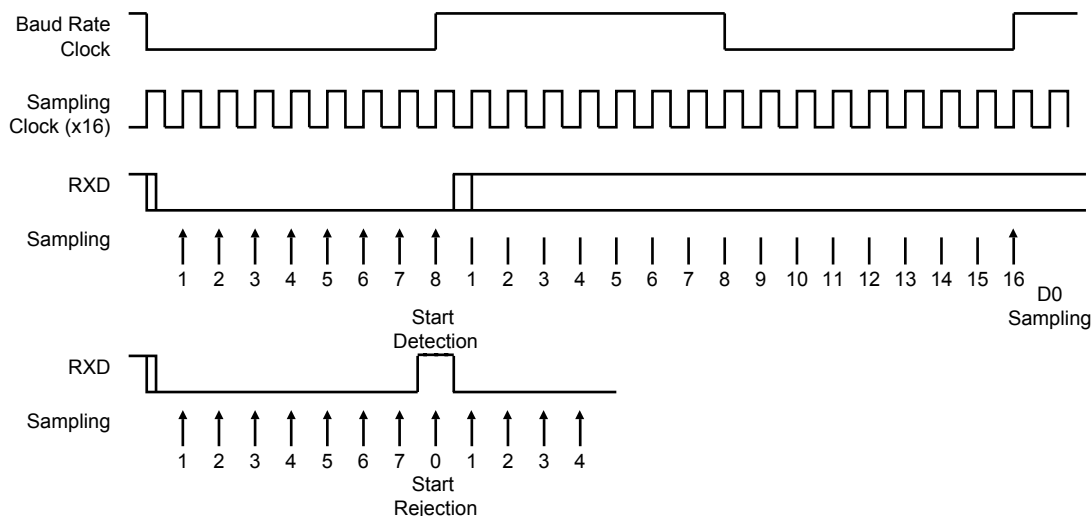 Baud Rate
Clock
Sampling
Clock (x16)
RXD
Sampling
1 2 3 4 5 6 7 8 1 2 3 4 5 6 7 8 9 10 11 12 13 14 15 16
D0
Sampling
Start
Detection
RXD
Sampling
1 2 3 4 5 6 7 0 1 2 3 4
Start
Rejection